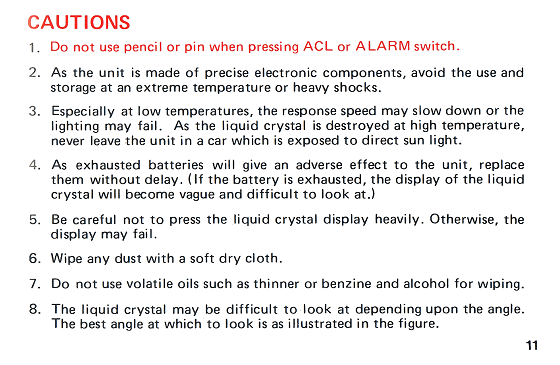 CAUTIONS
1. Do not use pencil or pin when pressing ACL or ALARM switch.
2. As the unit is made of precise electronic components, avoid the use and
storage at an extreme temperature or heavy shocks.
3. Especially at low temperatures, the response speed may slow down or the
lighting may fail. As the liquid crystal is destroyed at high temperature,
never leave the unit in a car which is exposed to direct sun light.
4. As exhausted batteries will give an adverse effect to the unit, replace
them without delay. (If the battery is exhausted, the display of the liquid
crystal will become vague and difficult to look at.)
5. Be careful not to press the liquid crystal display heavily. Otherwise, the
display may fail.
6. Wipe any dust with a soft dry cloth.
7. Do not use volatile oils such as thinner or benzine and alcohol for wiping.
8. The liquid crystal may be difficult to look at depending upon the angle.
The best angle at which to look is as illustrated in the figure.
11